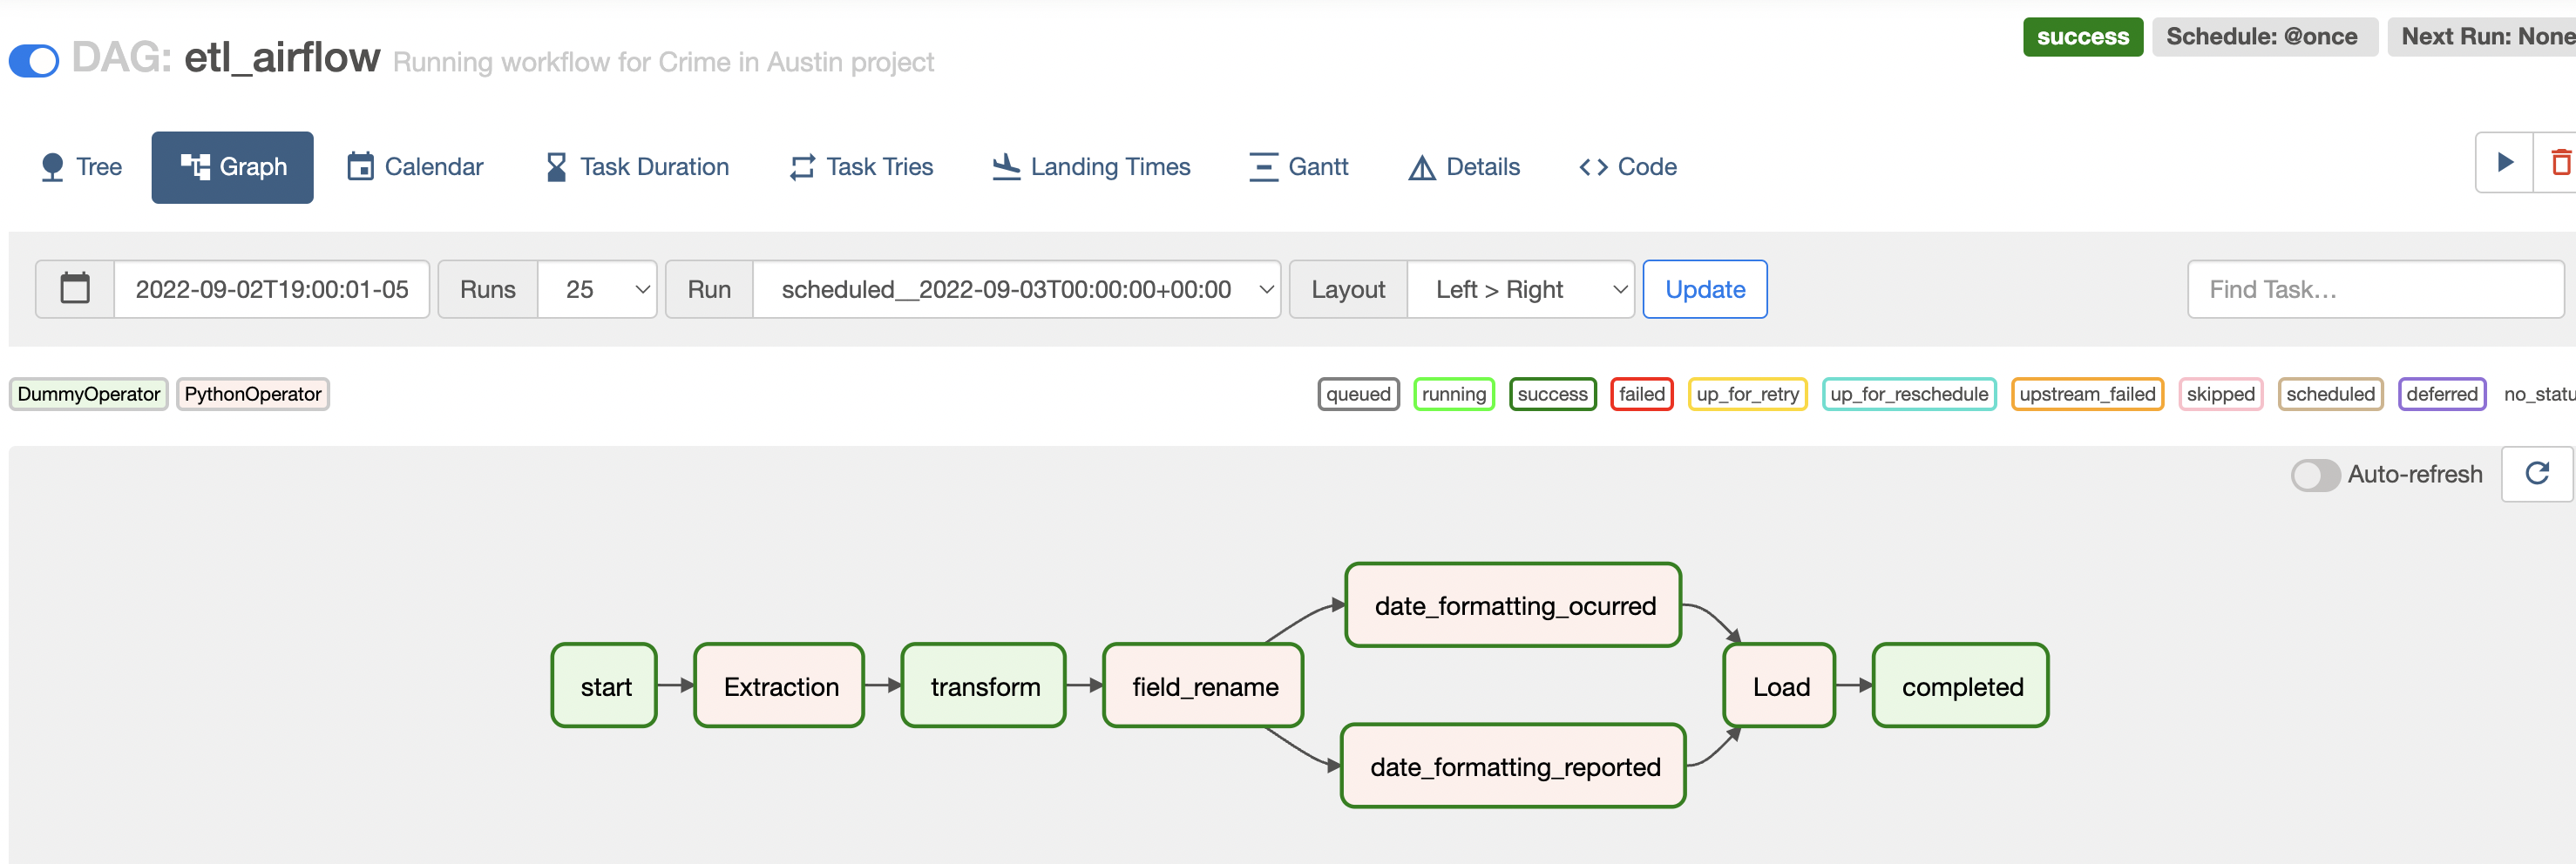 DAG: etl_airflow Running workflow for Crime in Austin project
success Schedule: @once Next Run: None
Tree Graph Calendar Task Duration Task Tries Landing Times Gantt Details Code
2022-09-02T19:00:01-05 Runs 25 Run scheduled__2022-09-03T00:00:00+00:00 Layout Left > Right Update Find Task…
DummyOperator PythonOperator queued running success failed up_for_retry up_for_reschedule upstream_failed skipped scheduled deferred no_statu
Auto-refresh
date_formatting_ocurred
start Extraction transform field_rename Load completed
date_formatting_reported